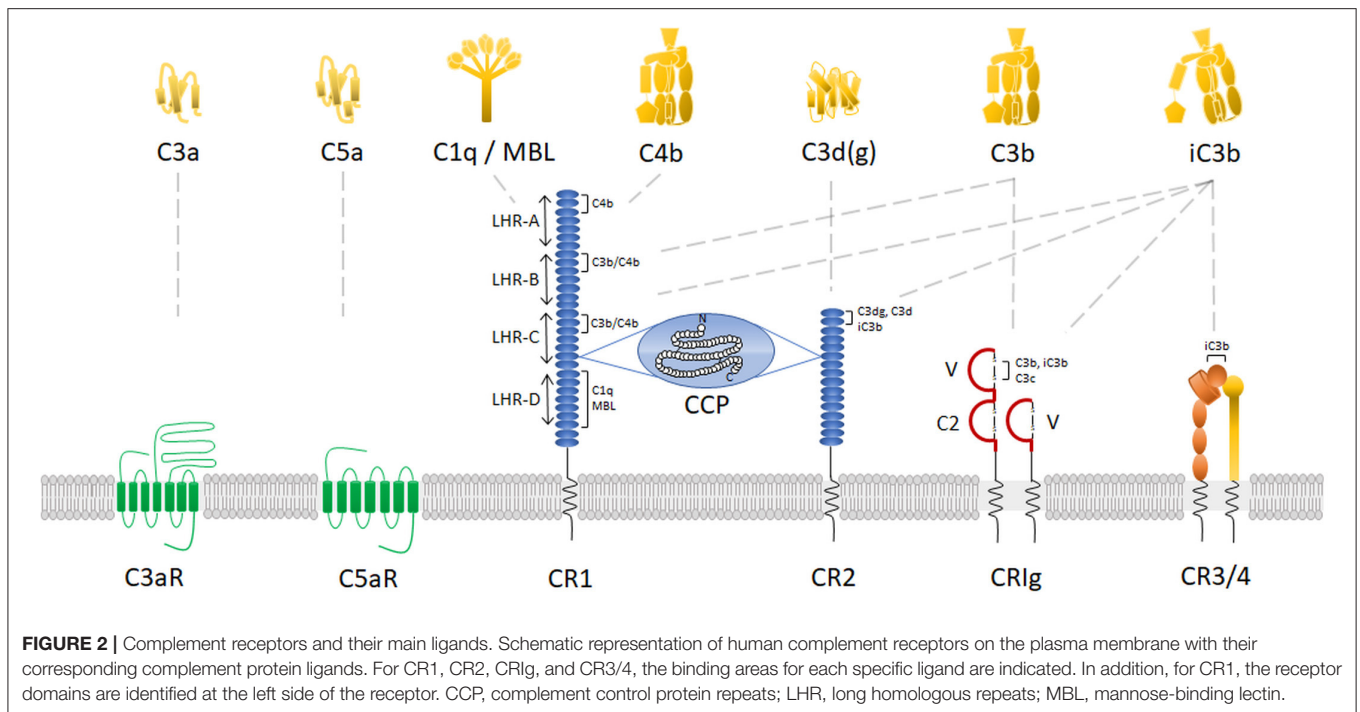 C3a
C5a
C1q / MBL
C4b
C3d(g)
C3b
iC3b
LHR-A
C4b
LHR-B
C3b/C4b
LHR-C
C3b/C4b
LHR-D
C1q
MBL
N
C
CCP
C3dg, C3d
iC3b
V
C3b, iC3b
C3c
C2
V
iC3b
C3aR
C5aR
CR1
CR2
CRIg
CR3/4
FIGURE 2 | Complement receptors and their main ligands. Schematic representation of human complement receptors on the plasma membrane with their
corresponding complement protein ligands. For CR1, CR2, CRIg, and CR3/4, the binding areas for each specific ligand are indicated. In addition, for CR1, the receptor
domains are identified at the left side of the receptor. CCP, complement control protein repeats; LHR, long homologous repeats; MBL, mannose-binding lectin.